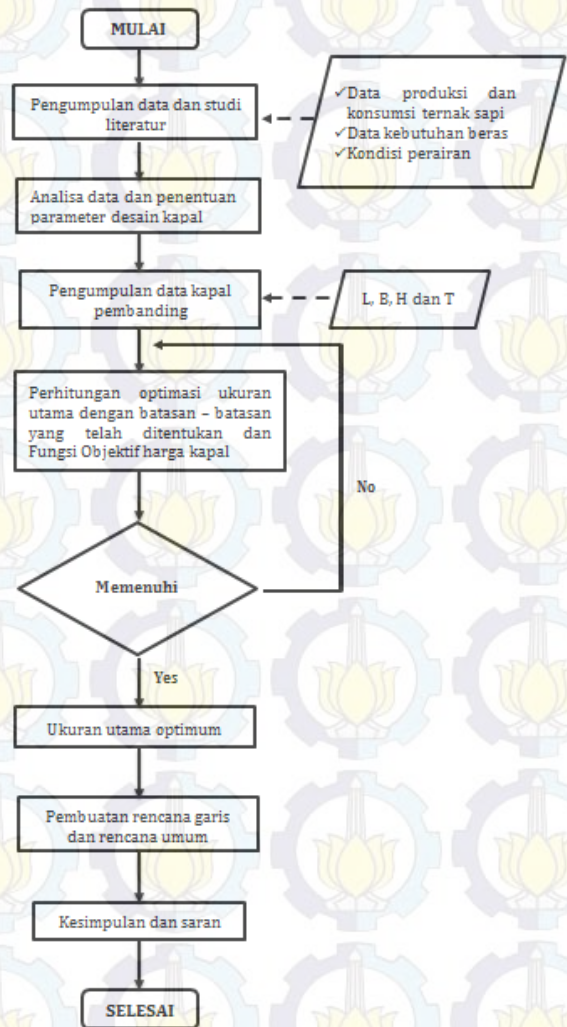 MULAI
Pengumpulan data dan studi
literatur
✓Data produksi dan
konsumsi ternak sapi
✓Data kebutuhan beras
✓Kondisi perairan
Analisa data dan penentuan
parameter desain kapal
Pengumpulan data kapal
pembanding
L, B, H dan T
Perhitungan optimasi ukuran
utama dengan batasan – batasan
yang telah ditentukan dan
Fungsi Objektif harga kapal
No
Memenuhi
Yes
Ukuran utama optimum
Pembuatan rencana garis
dan rencana umum
Kesimpulan dan saran
SELESAI